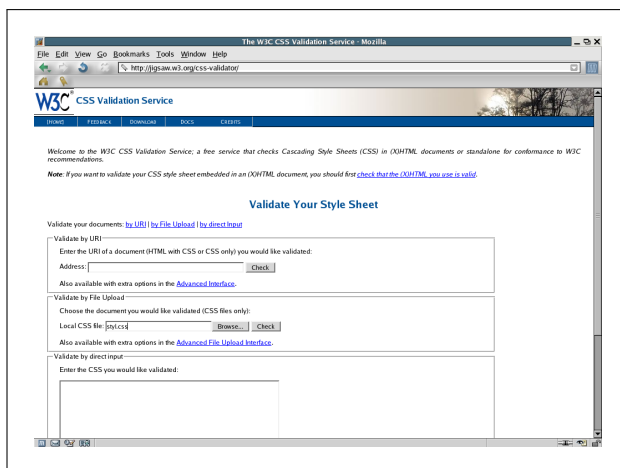 The W3C CSS Validation Service - Mozilla
File Edit View Go Bookmarks Tools Window Help
http://jigsaw.w3.org/css-validator/
W3C® CSS Validation Service
HOME FEEDBACK DOWNLOAD DOCS CREDITS
Welcome to the W3C CSS Validation Service; a free service that checks Cascading Style Sheets (CSS) in (X)HTML documents or standalone for conformance to W3C
recommendations.
Note: If you want to validate your CSS style sheet embedded in an (X)HTML document, you should first check that the (X)HTML you use is valid.
Validate Your Style Sheet
Validate your documents: by URI | by File Upload | by direct Input
Validate by URI
Enter the URI of a document (HTML with CSS or CSS only) you would like validated:
Address: Check
Also available with extra options in the Advanced Interface.
Validate by File Upload
Choose the document you would like validated (CSS files only):
Local CSS file: styl.css Browse... Check
Also available with extra options in the Advanced File Upload Interface.
Validate by direct input
Enter the CSS you would like validated: